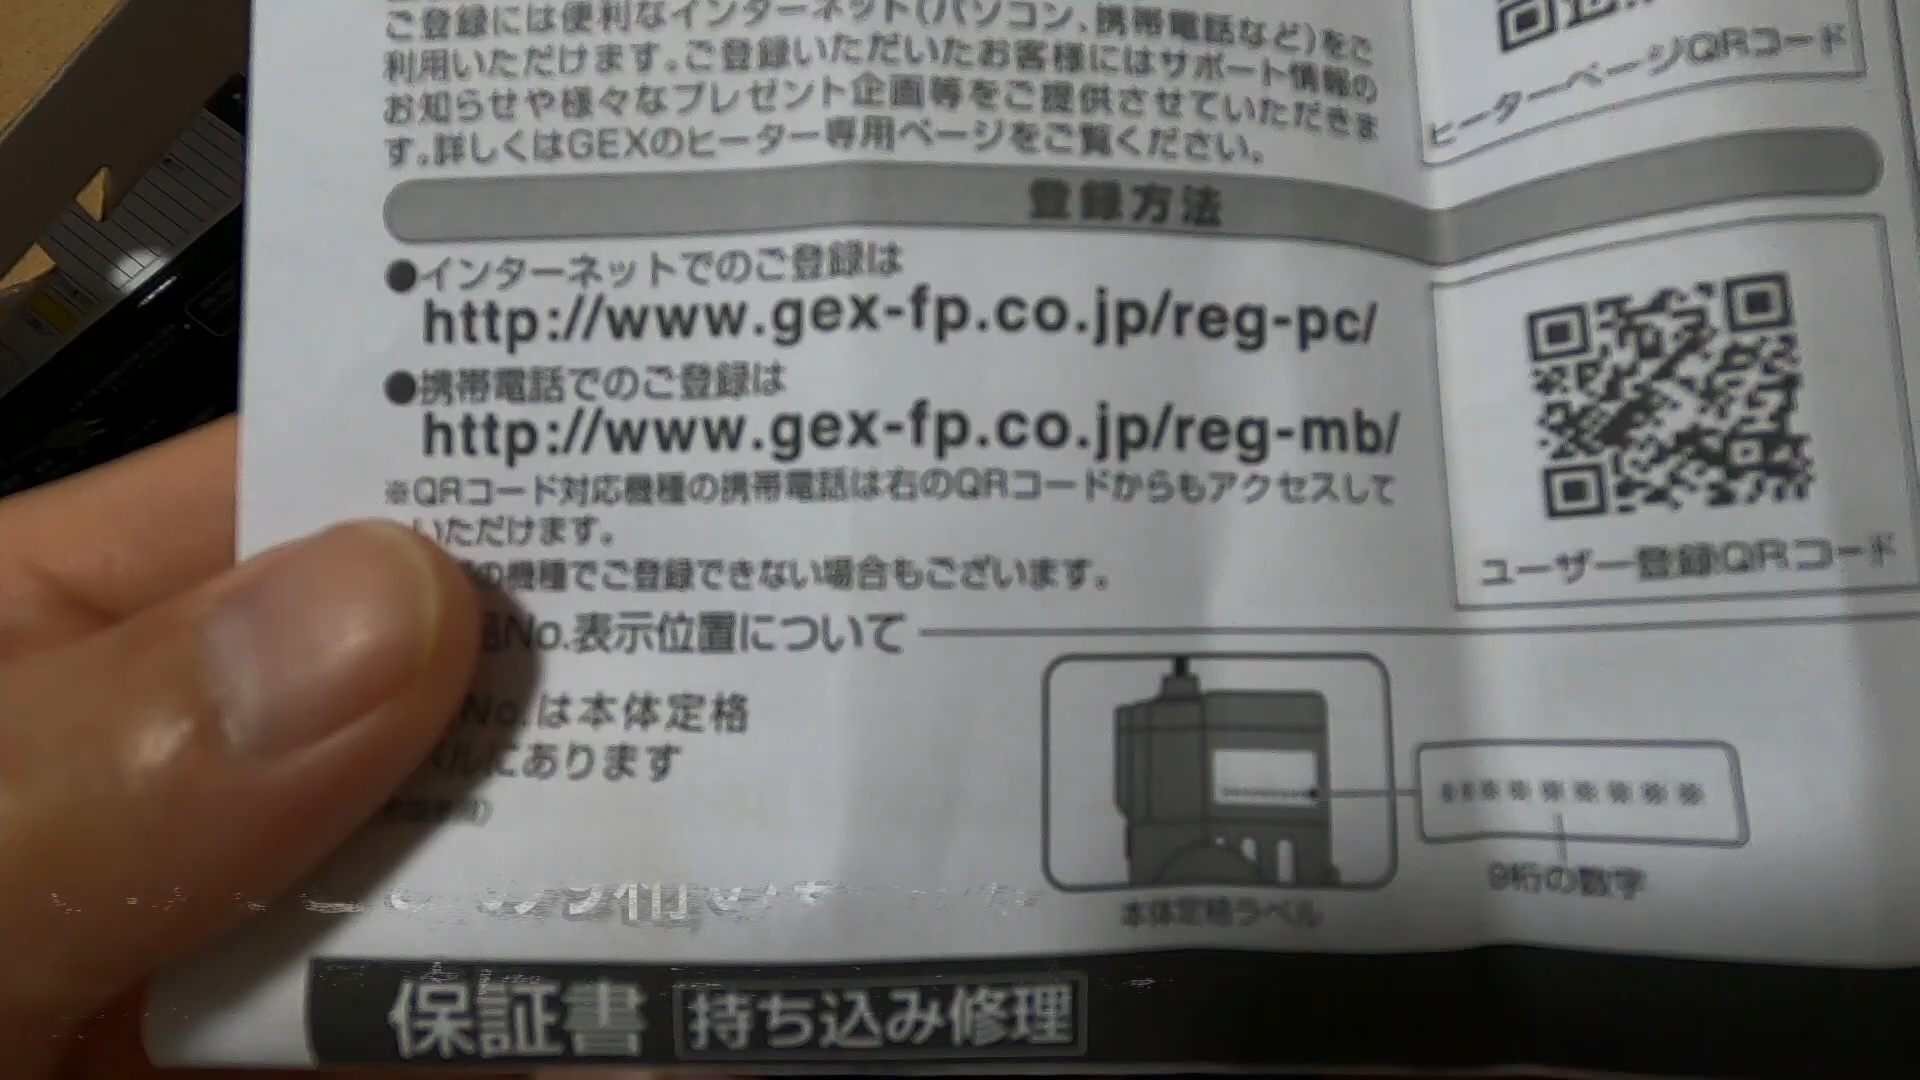 ご登録には便利なインターネット(パソコン、携帯電話など)をご
利用いただけます。ご登録いただいたお客様にはサポート情報の
お知らせや様々なプレゼント企画等をご提供させていただきま
す。詳しくはGEXのヒーター専用ページをご覧ください。
ヒーターページQRコード
登録方法
●インターネットでのご登録は
http://www.gex-fp.co.jp/reg-pc/
●携帯電話でのご登録は
http://www.gex-fp.co.jp/reg-mb/
※QRコード対応機種の携帯電話は右のQRコードからもアクセスして
いただけます。
の機種でご登録できない場合もございます。
ユーザー登録QRコード
No.表示位置について
No.は本体定格
ベルにあります
*********
9桁の数字
本体定格ラベル
保証書 持ち込み修理